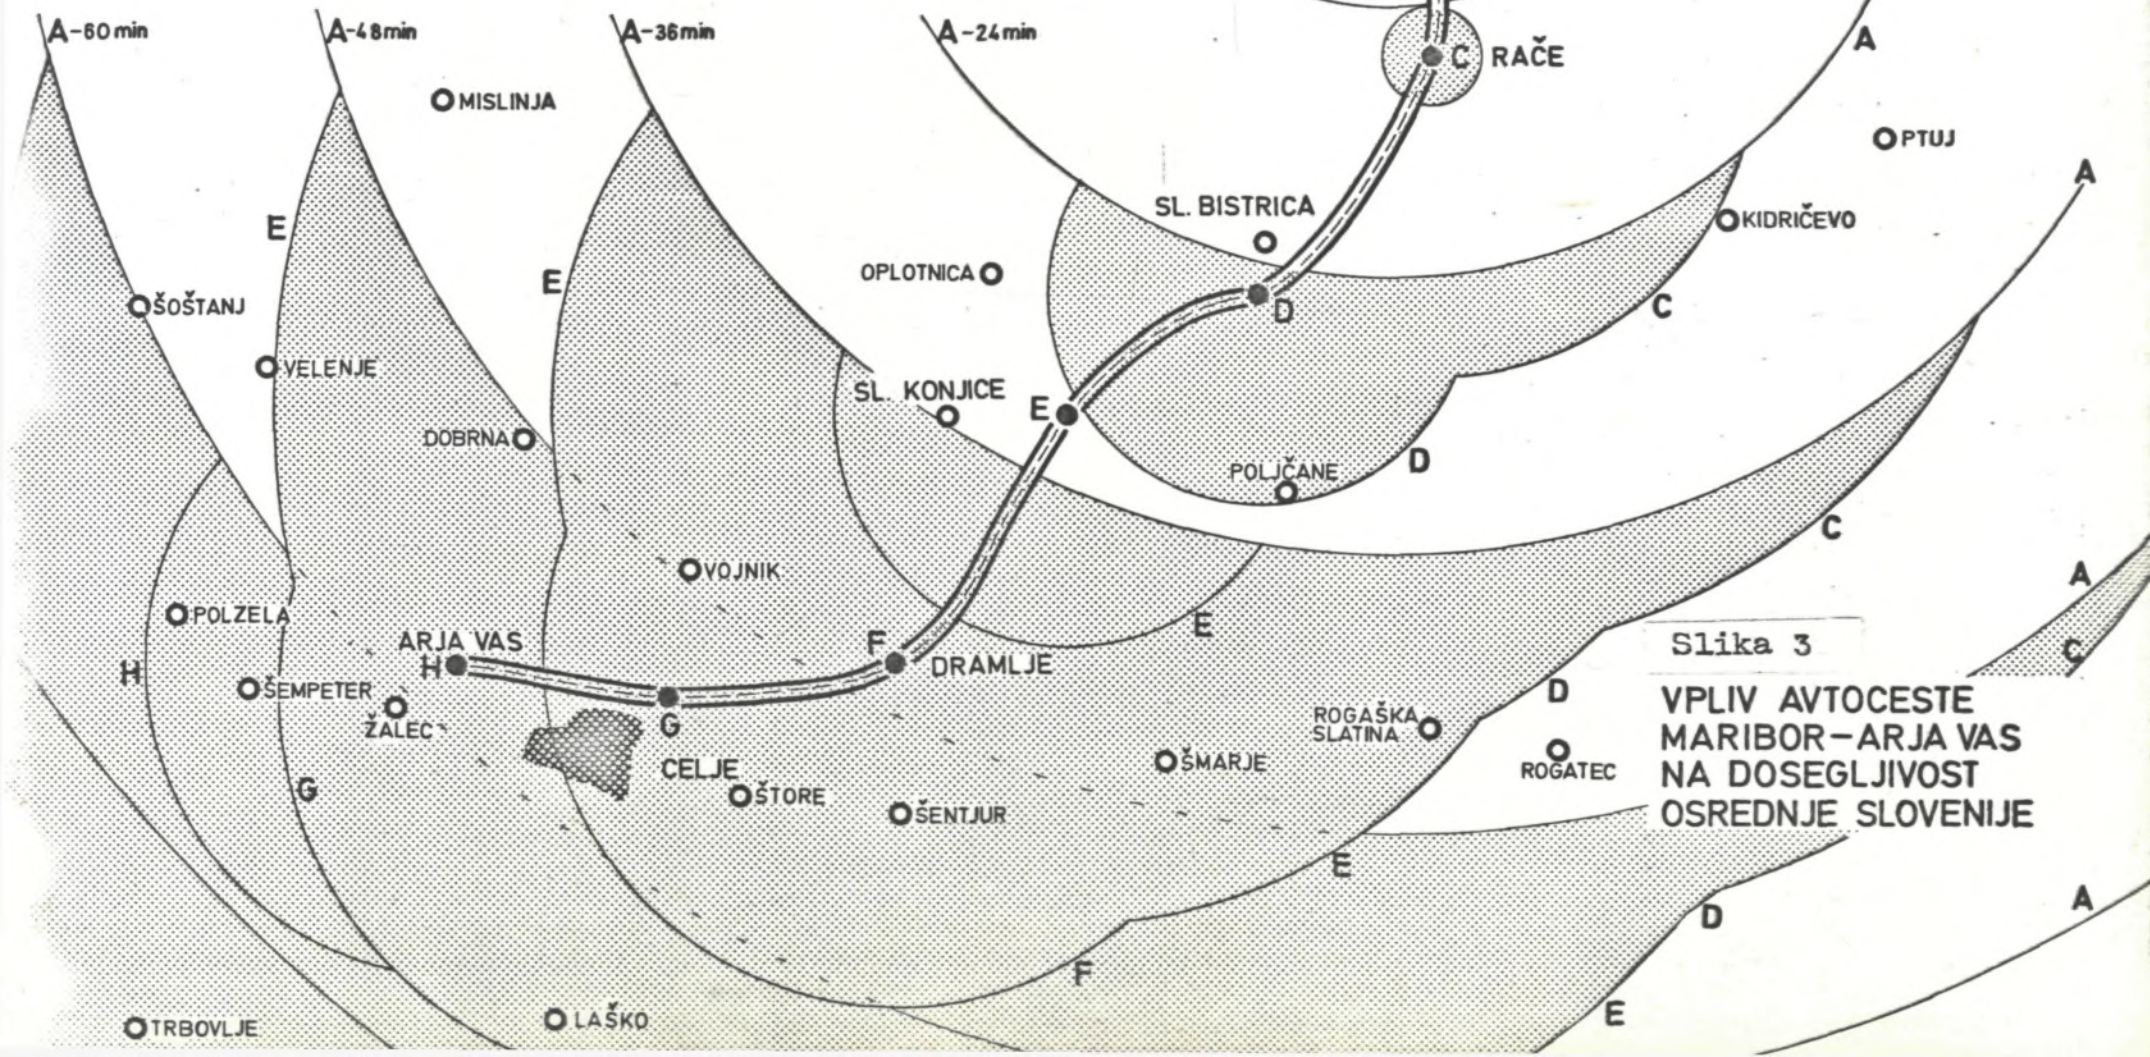 A-60 min
A-48 min
A-36 min
A-24 min
C RAČE
A
MISLINJA
PTUJ
A
E
SL. BISTRICA
KIDRIČEVO
E
OPLOTNICA
ŠOŠTANJ
D
C
VELENJE
SL. KONJICE
E
DOBRNA
POLJČANE
D
C
VOJNIK
A
POLZELA
E
ARJA VAS
H
F
DRAMLJE
Slika 3
C
H
ŠEMPETER
ŽALEC
G
D
VPLIV AVTOCESTE
MARIBOR-ARJA VAS
NA DOSEGLJIVOST
OSREDNJE SLOVENIJE
ROGAŠKA
SLATINA
CELJE
ŠMARJE
ROGATEC
G
ŠTORE
ŠENTJUR
E
A
D
F
E
TRBOVLJE
LAŠKO